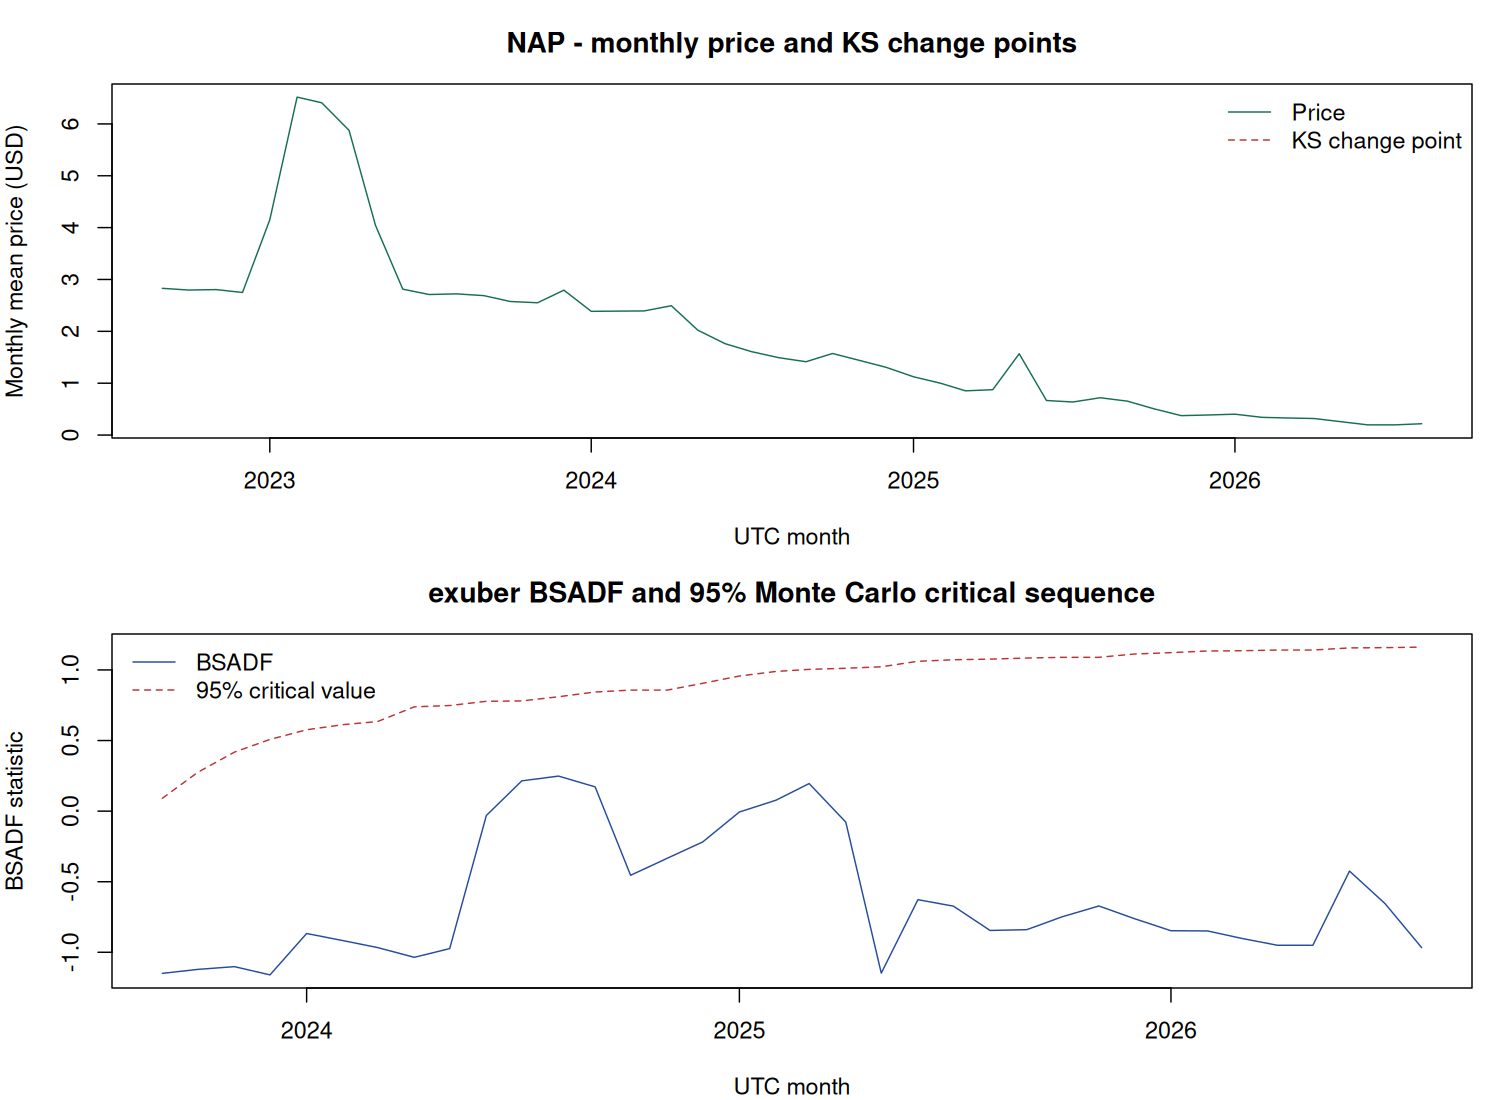 NAP - monthly price and KS change points
Monthly mean price (USD)
6
5
4
3
2
1
0
Price
KS change point
2023 2024 2025 2026
UTC month
exuber BSADF and 95% Monte Carlo critical sequence
BSADF statistic
1.0
0.5
0.0
-0.5
-1.0
BSADF
95% critical value
2024 2025 2026
UTC month